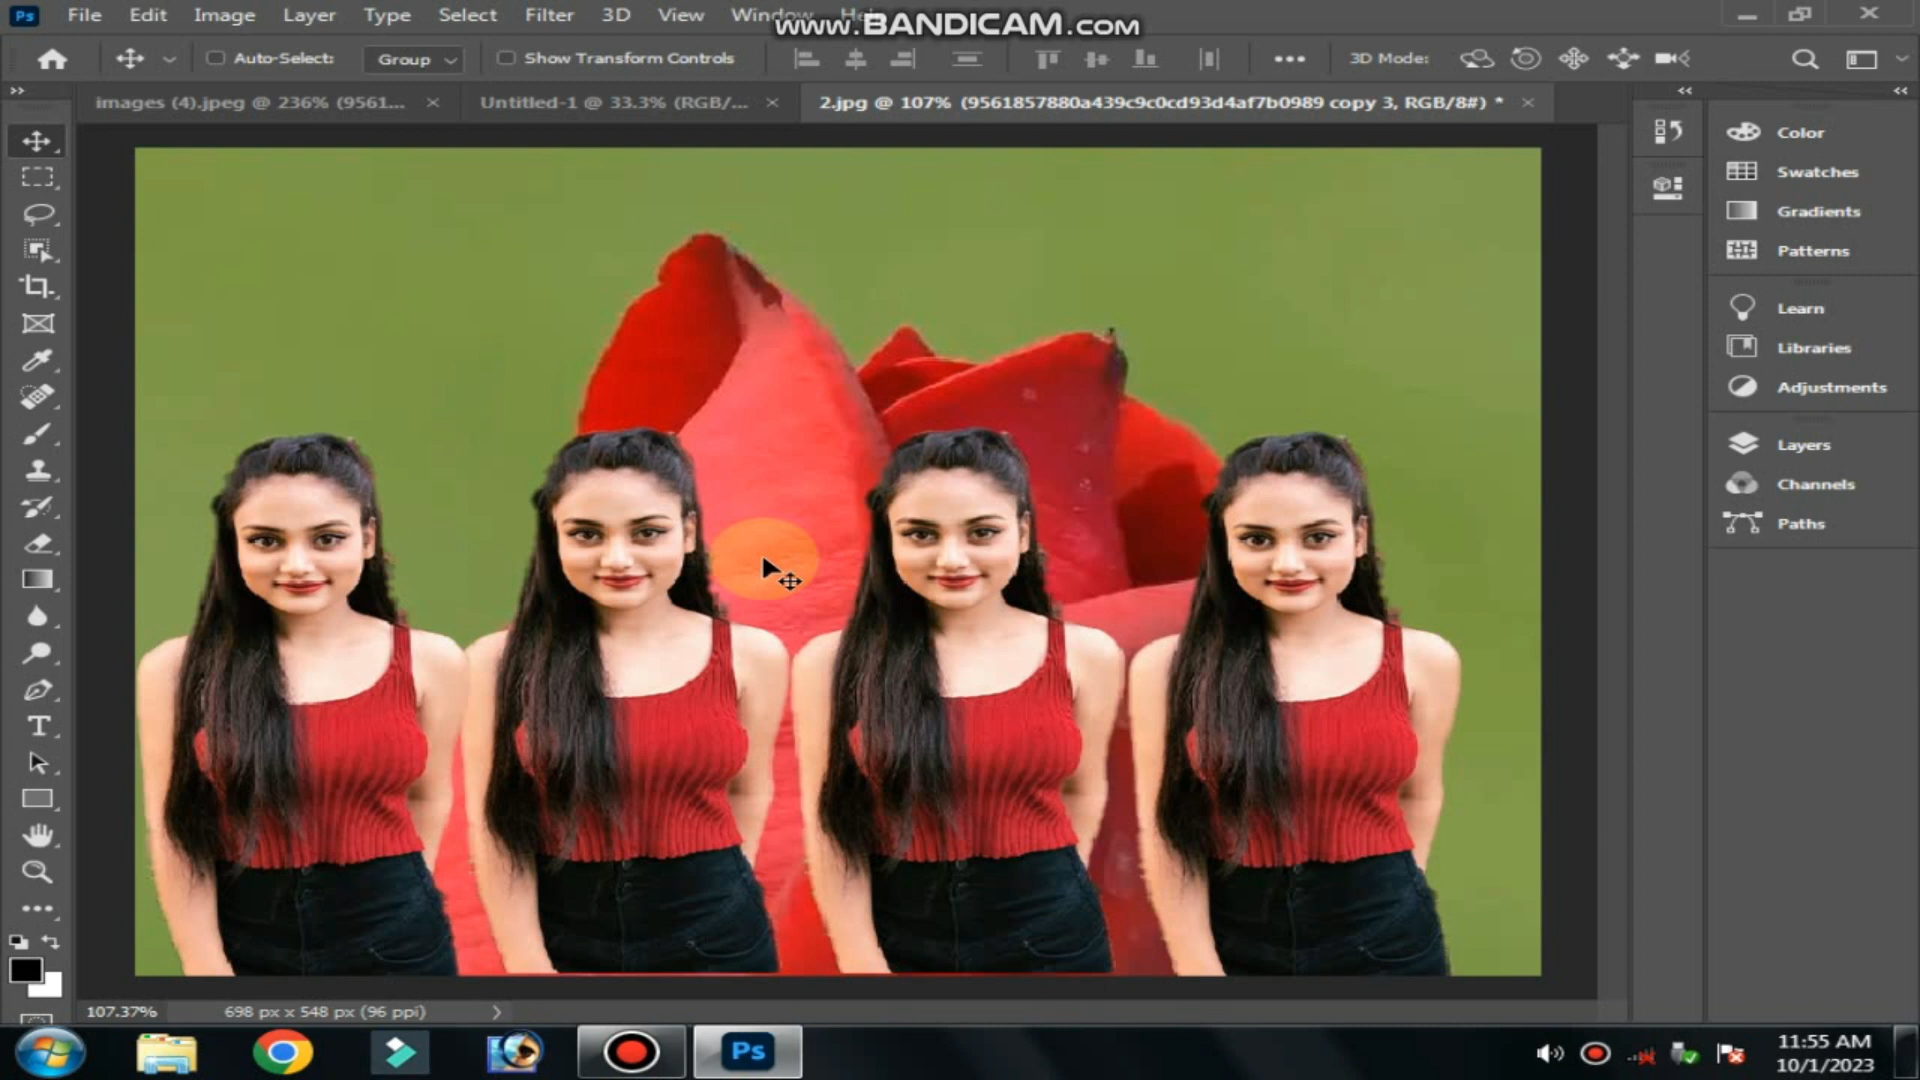 Ps File Edit Image Layer Type Select Filter 3D View Window
www.BANDICAM.com
Auto-Select: Group Show Transform Controls 3D Mode:
images (4).jpeg @ 236% (9561... × Untitled-1 @ 33.3% (RGB/... × 2.jpg @ 107% (9561857880a439c9c0cd93d4af7b0989 copy 3, RGB/8#) * ×
Color
Swatches
Gradients
Patterns
Learn
Libraries
Adjustments
Layers
Channels
Paths
107.37% 698 px x 548 px (96 ppi)
Ps
11:55 AM
10/1/2023